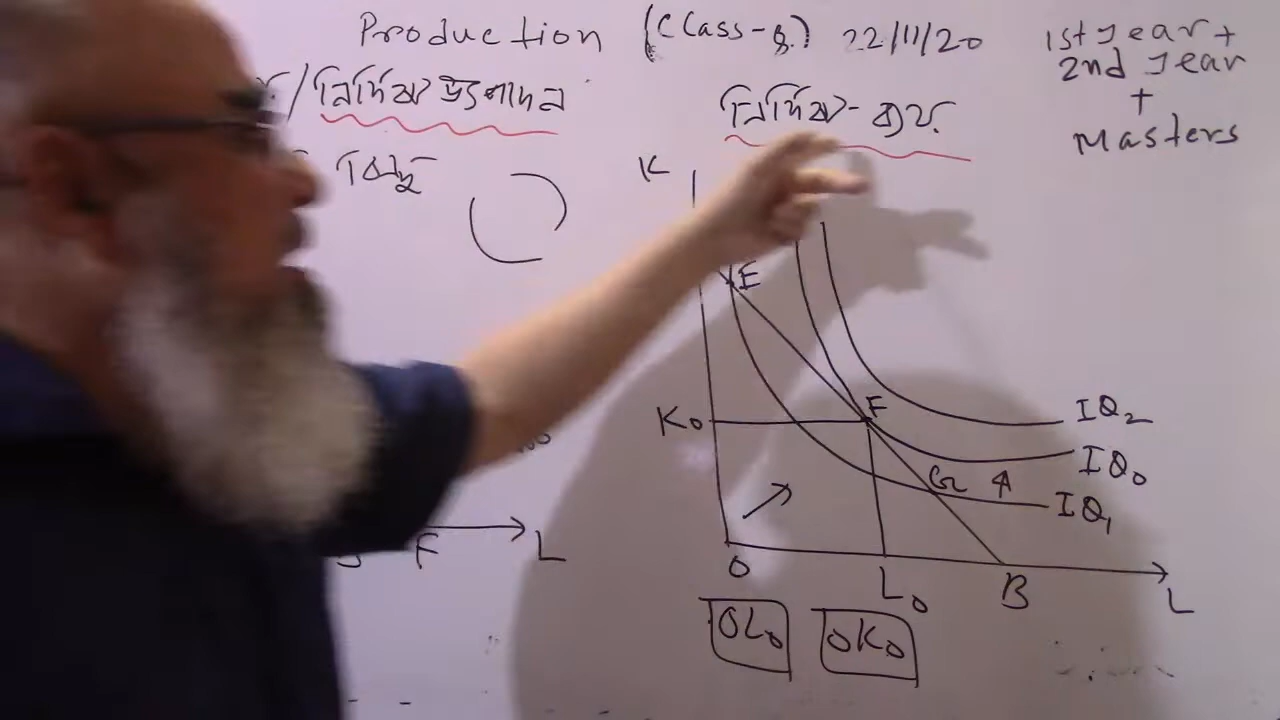 Production (Class-8) 22/11/20
1st year +
2nd year
+
Masters
/নির্দিষ্ট উৎপাদন
নির্দিষ্ট-ব্যয়
বিন্দু
K
E
F
K0
IQ2
IQ0
G A
IQ1
F L
O L0 B L
OL0 OK0